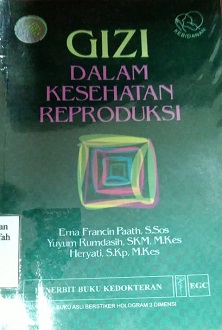 KEBIDANAN
GIZI
DALAM
KESEHATAN
REPRODUKSI
Erna Francin Paath, S.Sos
Yuyum Rumdasih, SKM, M.Kes
Heryati, S.Kp, M.Kes
PENERBIT BUKU KEDOKTERAN
EGC
BUKU ASLI BERSTIKER HOLOGRAM 3 DIMENSI